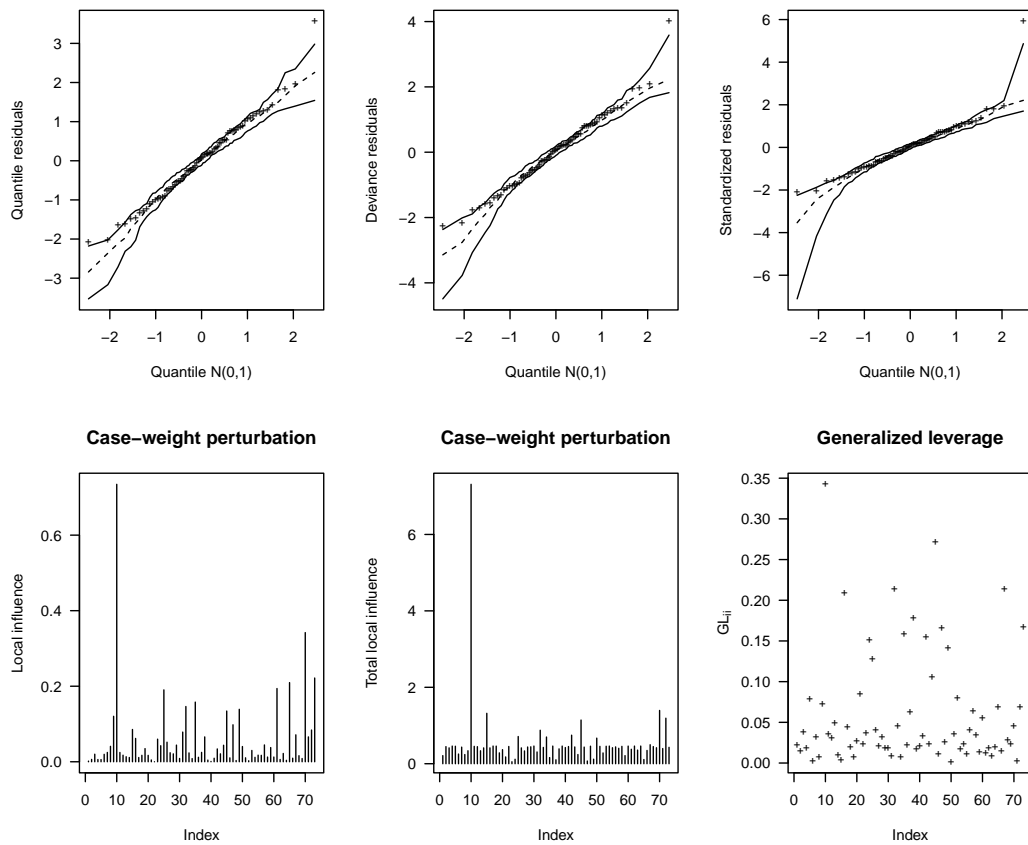 Quantile residuals
3
2
1
0
−1
−2
−3
−2 −1 0 1 2
Quantile N(0,1)
Deviance residuals
4
2
0
−2
−4
−2 −1 0 1 2
Quantile N(0,1)
Standardized residuals
6
4
2
0
−2
−4
−6
−2 −1 0 1 2
Quantile N(0,1)
Case−weight perturbation
Local influence
0.6
0.4
0.2
0.0
0 10 20 30 40 50 60 70
Index
Case−weight perturbation
Total local influence
6
4
2
0
0 10 20 30 40 50 60 70
Index
Generalized leverage
GLii
0.35
0.30
0.25
0.20
0.15
0.10
0.05
0.00
0 10 20 30 40 50 60 70
Index